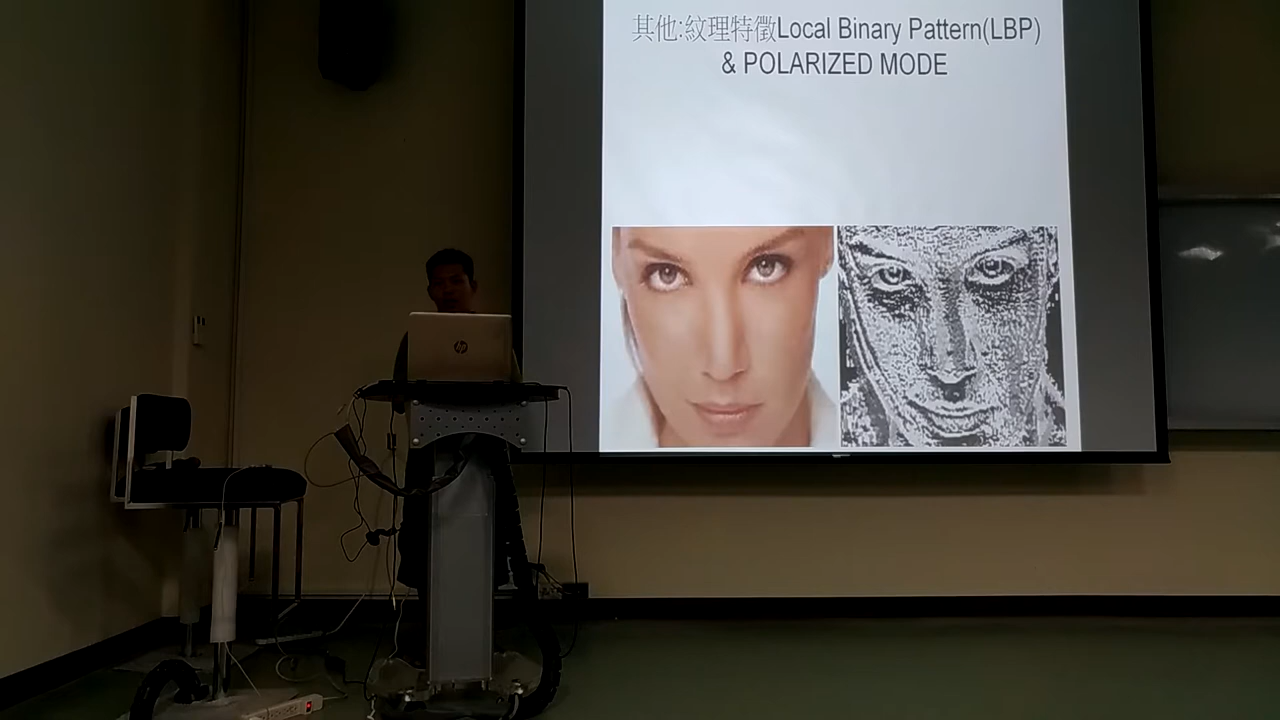 其他:紋理特徵Local Binary Pattern(LBP)
& POLARIZED MODE
hp